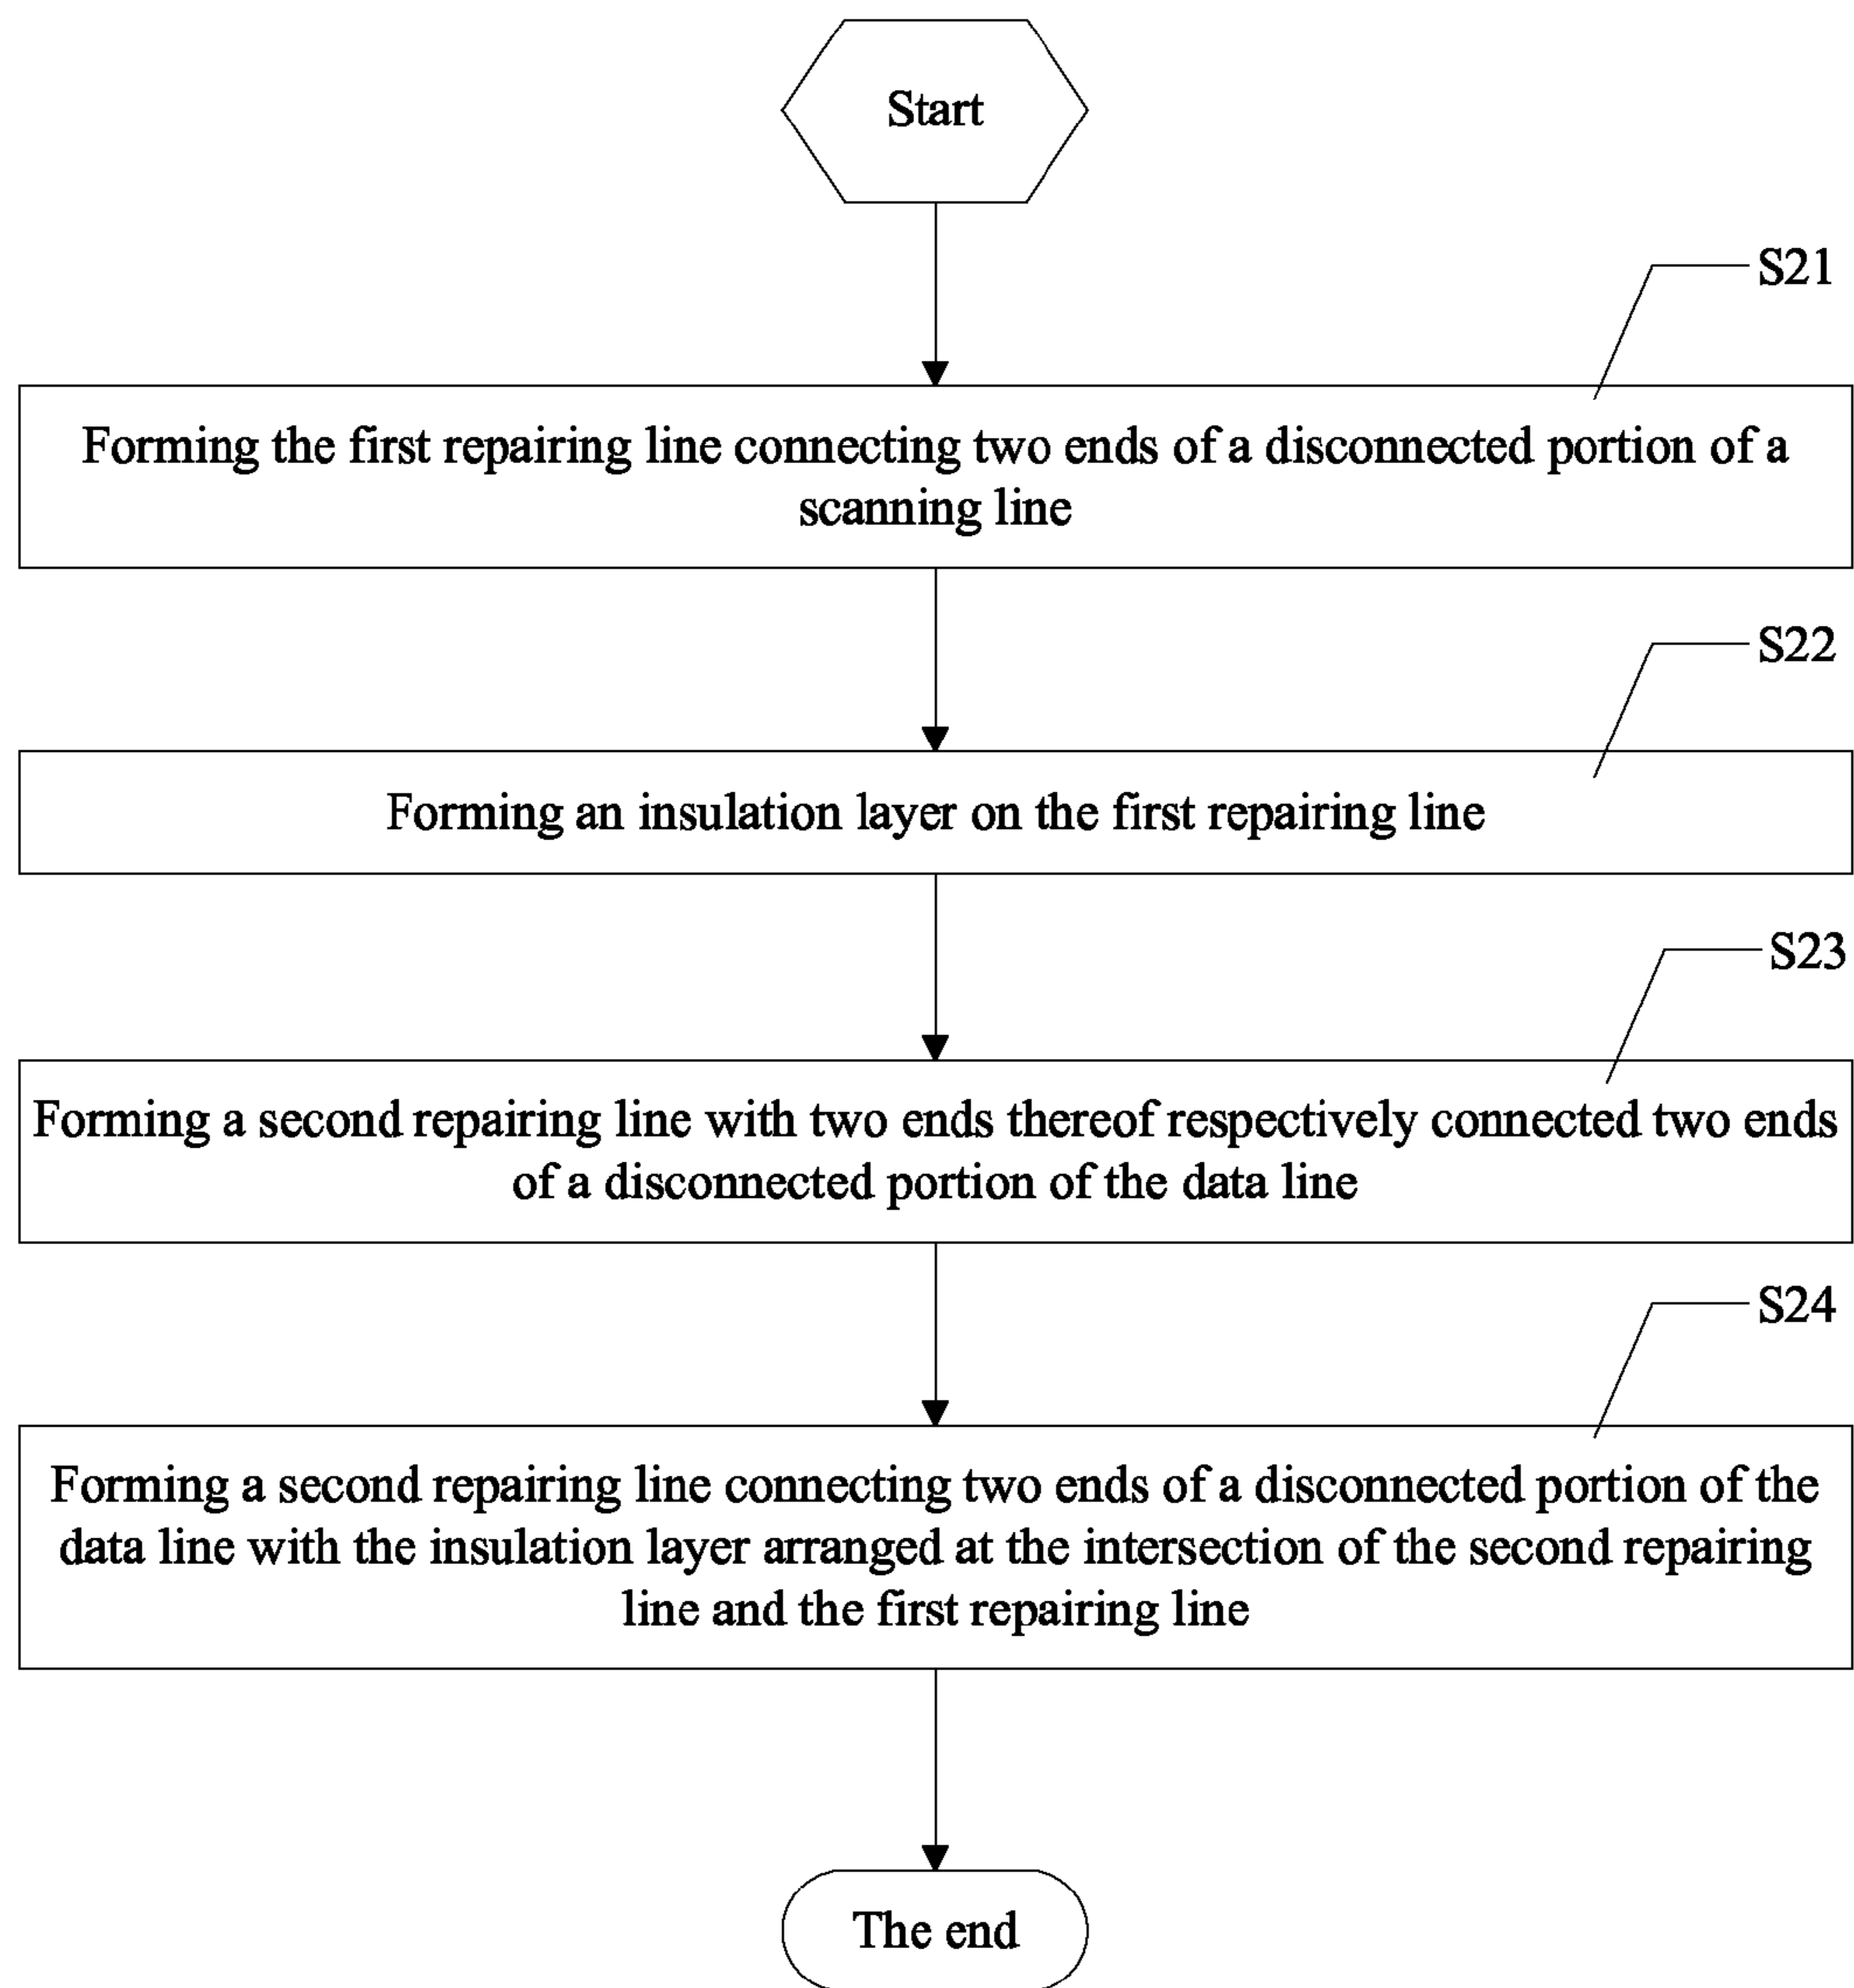 Start
S21
Forming the first repairing line connecting two ends of a disconnected portion of a
scanning line
S22
Forming an insulation layer on the first repairing line
S23
Forming a second repairing line with two ends thereof respectively connected two ends
of a disconnected portion of the data line
S24
Forming a second repairing line connecting two ends of a disconnected portion of the
data line with the insulation layer arranged at the intersection of the second repairing
line and the first repairing line
The end